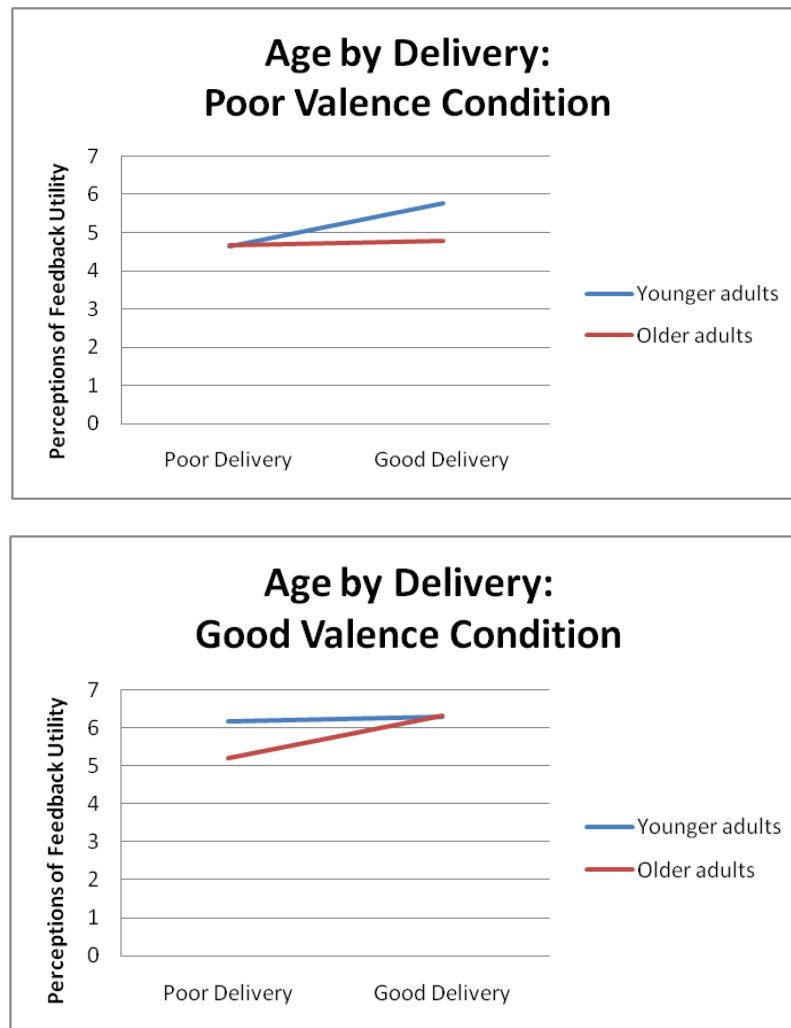 Age by Delivery:
Poor Valence Condition
Perceptions of Feedback Utility
7
6
5
4
3
2
1
0
Poor Delivery
Good Delivery
Younger adults
Older adults
Age by Delivery:
Good Valence Condition
Perceptions of Feedback Utility
7
6
5
4
3
2
1
0
Poor Delivery
Good Delivery
Younger adults
Older adults